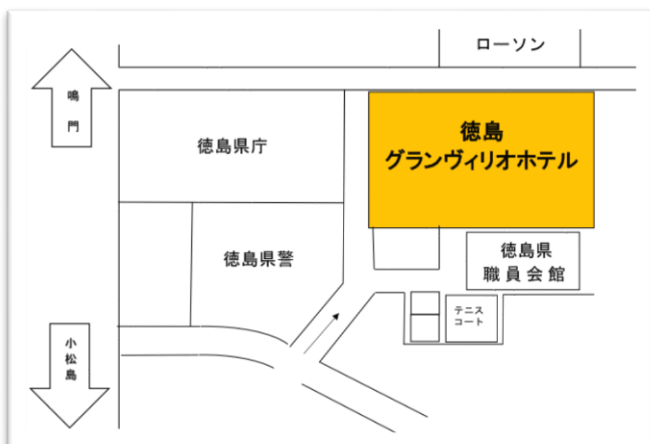 ローソン
鳴門
徳島
グランヴィリオホテル
徳島県庁
徳島県警
徳島県
職員会館
テニス
コート
小松島